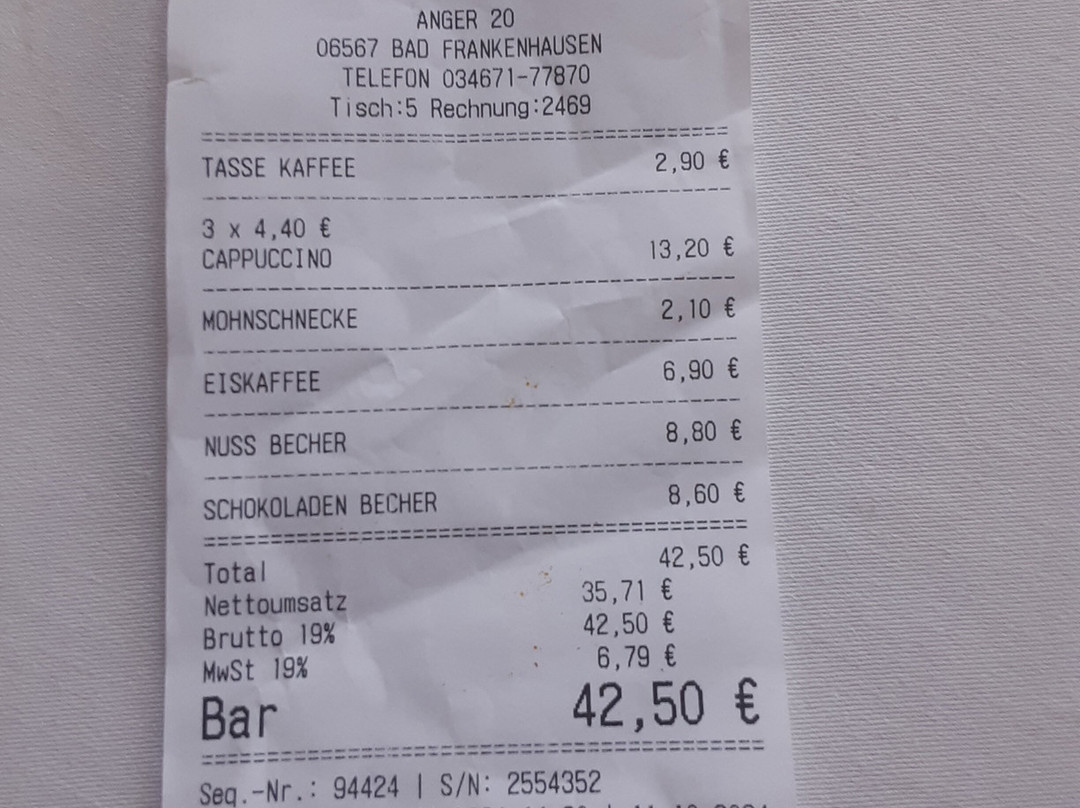 ANGER 20
06567 BAD FRANKENHAUSEN
TELEFON 034671-77870
Tisch:5 Rechnung:2469
TASSE KAFFEE 2,90 €
3 x 4,40 €
CAPPUCCINO 13,20 €
MOHNSCHNECKE 2,10 €
EISKAFFEE 6,90 €
NUSS BECHER 8,80 €
SCHOKOLADEN BECHER 8,60 €
Total 42,50 €
Nettoumsatz 35,71 €
Brutto 19% 42,50 €
MwSt 19% 6,79 €
Bar 42,50 €
Seq.-Nr.: 94424 | S/N: 2554352